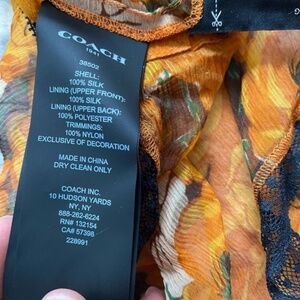 COACH
1941
38502
SHELL:
100% SILK
LINING (UPPER FRONT):
100% SILK
LINING (UPPER BACK):
100% POLYESTER
TRIMMINGS:
100% NYLON
EXCLUSIVE OF DECORATION
MADE IN CHINA
DRY CLEAN ONLY
COACH INC.
10 HUDSON YARDS
NY, NY
888-262-6224
RN# 132154
CA# 57398
228991